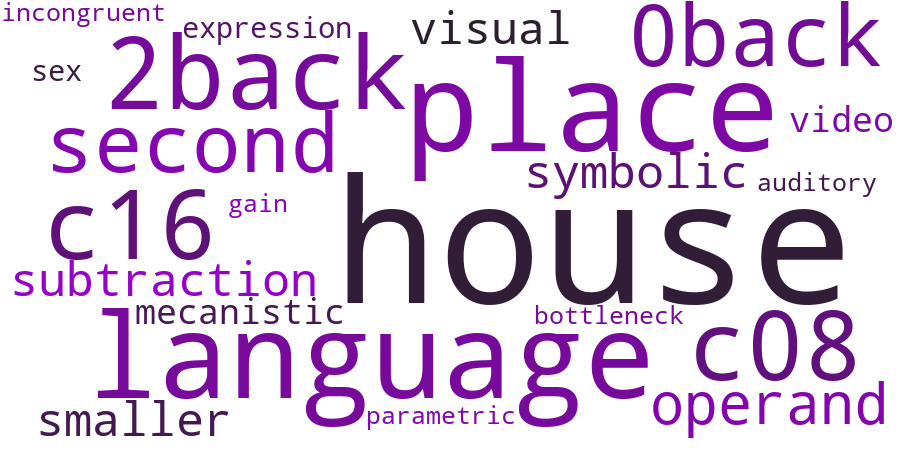 incongruent
expression
visual
0back
sex
2back
place
video
second
symbolic
auditory
c16
gain
house
subtraction
mecanistic
bottleneck
language
c08
smaller
parametric
operand